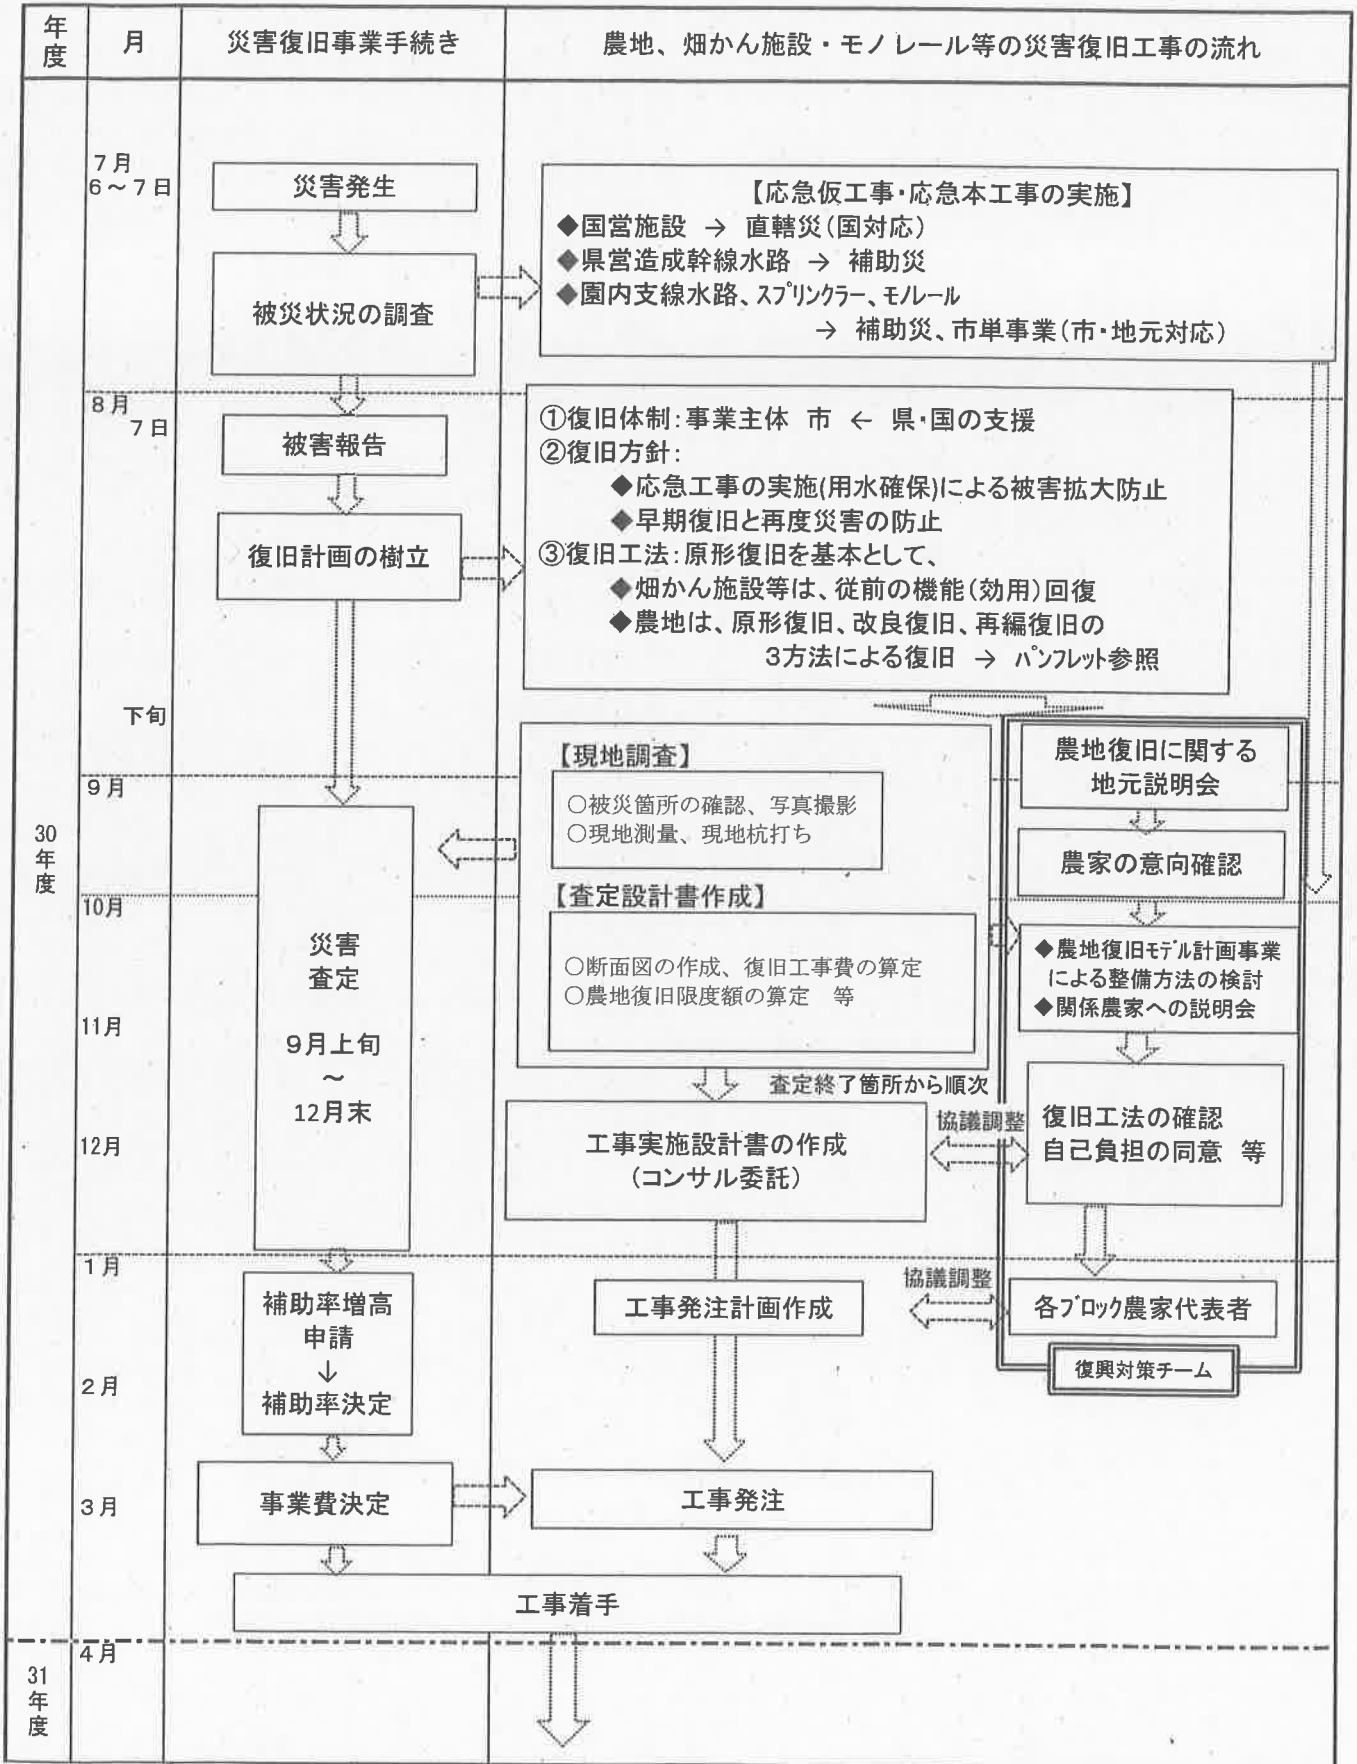 年度
月
災害復旧事業手続き
農地、畑かん施設・モノレール等の災害復旧工事の流れ
30年度
7月
6～7日
災害発生
被災状況の調査
【応急仮工事・応急本工事の実施】
◆国営施設 → 直轄災(国対応)
◆県営造成幹線水路 → 補助災
◆園内支線水路、スプリンクラー、モノレール
→ 補助災、市単事業(市・地元対応)
8月
7日
被害報告
復旧計画の樹立
①復旧体制:事業主体 市 ← 県・国の支援
②復旧方針:
◆応急工事の実施(用水確保)による被害拡大防止
◆早期復旧と再度災害の防止
③復旧工法:原形復旧を基本として、
◆畑かん施設等は、従前の機能(効用)回復
◆農地は、原形復旧、改良復旧、再編復旧の
3方法による復旧 → パンフレット参照
下旬
9月
【現地調査】
○被災箇所の確認、写真撮影
○現地測量、現地杭打ち
農地復旧に関する
地元説明会
農家の意向確認
10月
【査定設計書作成】
○断面図の作成、復旧工事費の算定
○農地復旧限度額の算定 等
◆農地復旧モデル計画事業
による整備方法の検討
◆関係農家への説明会
災害
査定
9月上旬
～
12月末
11月
査定終了箇所から順次
12月
工事実施設計書の作成
(コンサル委託)
協議調整
復旧工法の確認
自己負担の同意 等
1月
補助率増高
申請
↓
補助率決定
工事発注計画作成
協議調整
各ブロック農家代表者
復興対策チーム
2月
3月
事業費決定
工事発注
工事着手
4月
31年度